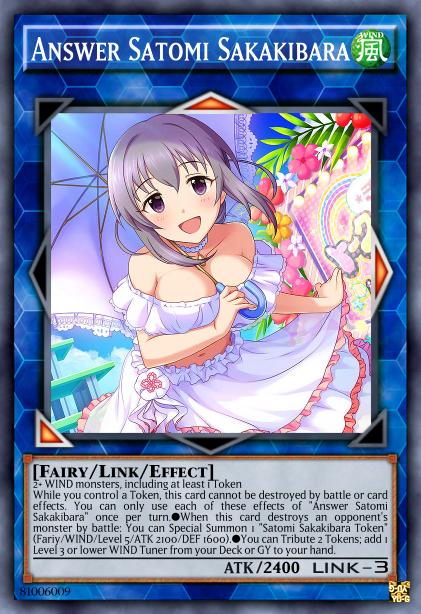 ANSWER SATOMI SAKAKIBARA
WIND
風
[FAIRY/LINK/EFFECT]
2+ WIND monsters, including at least 1 Token
While you control a Token, this card cannot be destroyed by battle or card
effects. You can only use each of these effects of "Answer Satomi
Sakakibara" once per turn.●When this card destroys an opponent's
monster by battle: You can Special Summon 1 "Satomi Sakakibara Token"
(Fariy/WIND/Level 5/ATK 2100/DEF 1600).●You can Tribute 2 Tokens; add 1
Level 3 or lower WIND Tuner from your Deck or GY to your hand.
ATK/2400 LINK-3
81006009